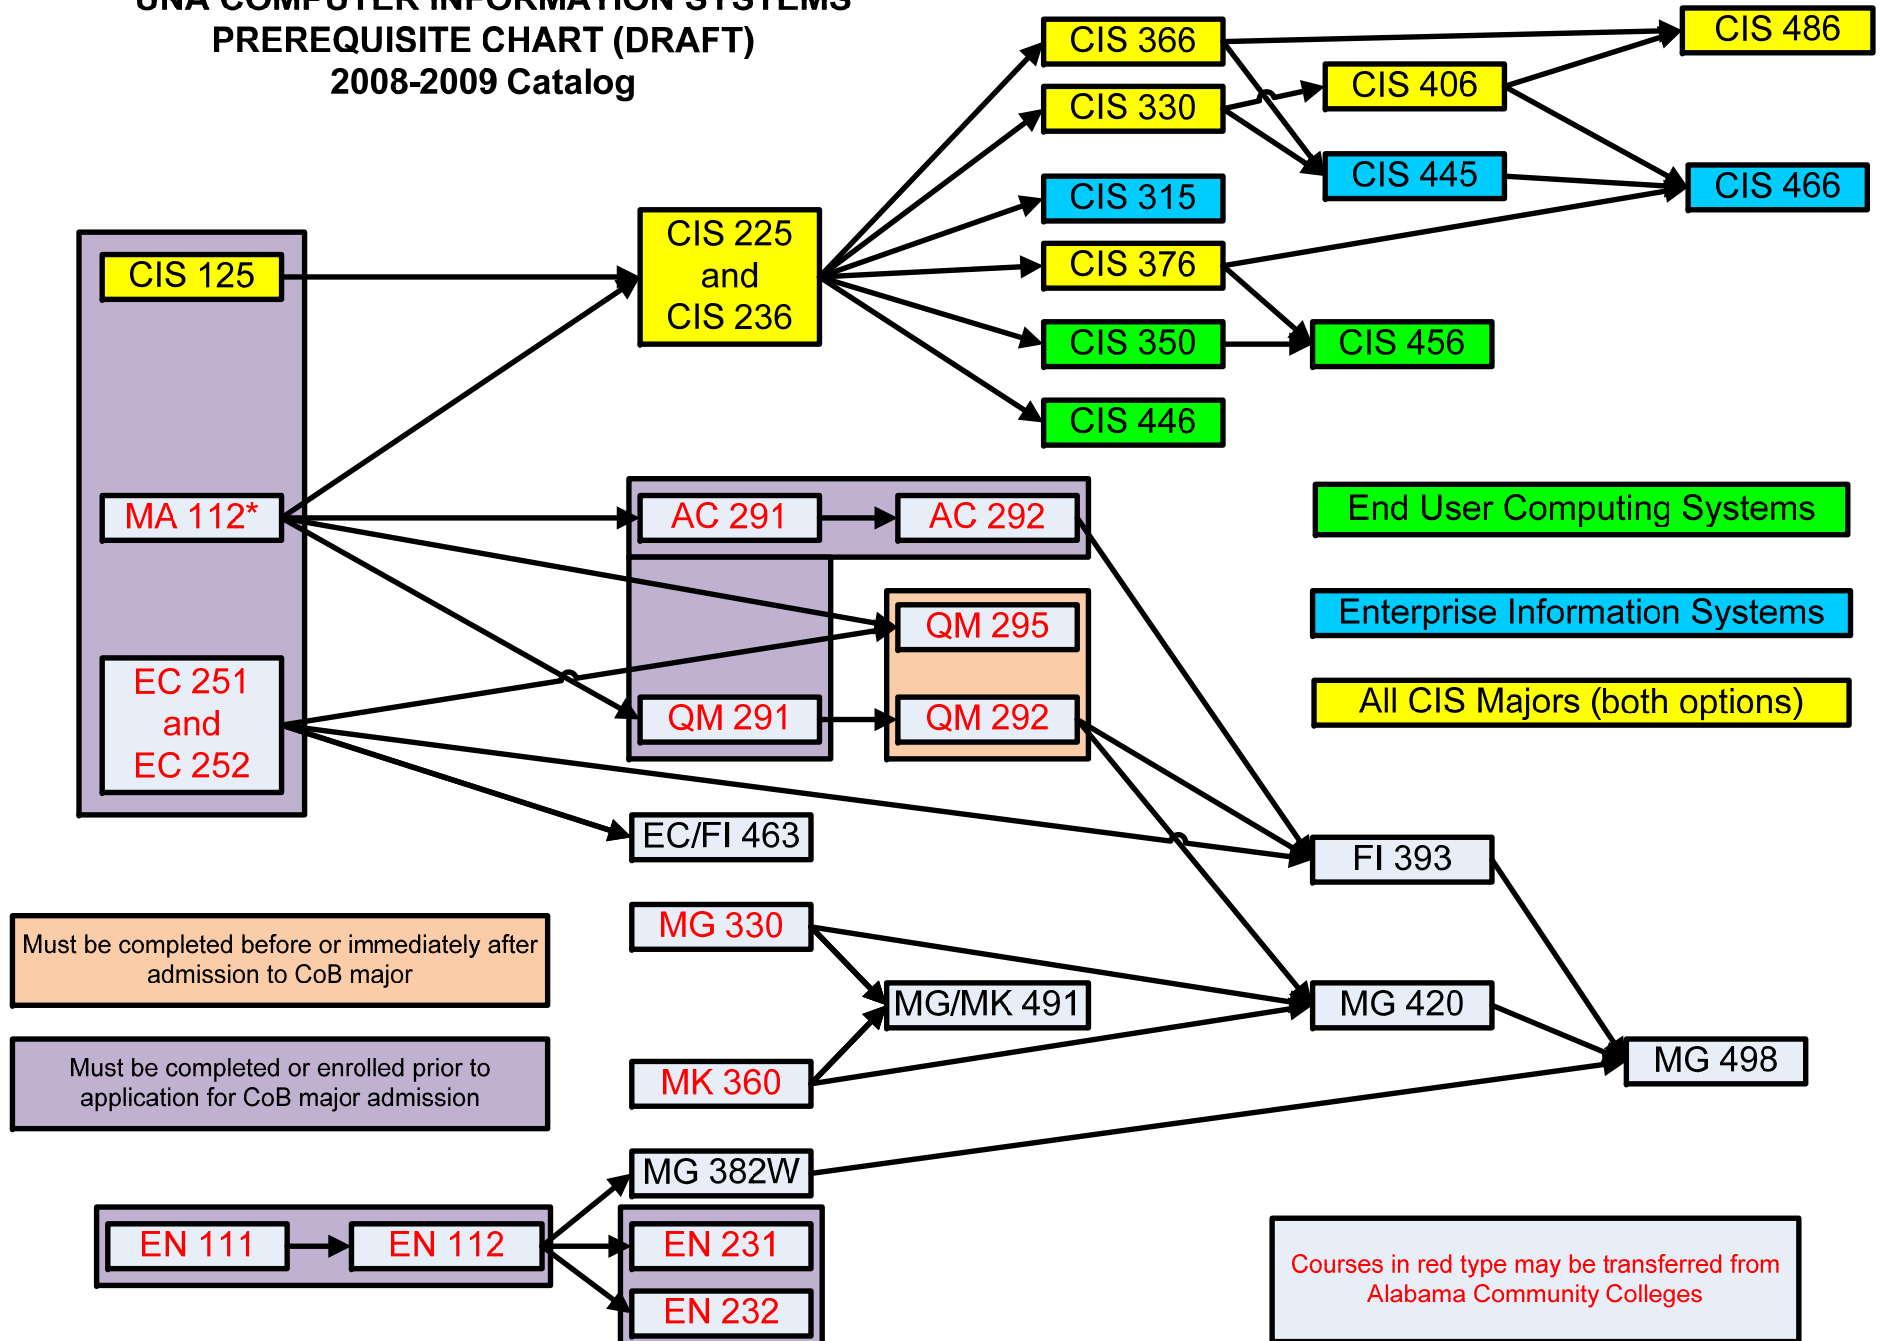 UNA COMPUTER INFORMATION SYSTEMS
PREREQUISITE CHART (DRAFT)
2008-2009 Catalog
CIS 366
CIS 486
CIS 330
CIS 406
CIS 315
CIS 445
CIS 466
CIS 125
CIS 225
and
CIS 236
CIS 376
CIS 350
CIS 456
CIS 446
MA 112*
AC 291
AC 292
End User Computing Systems
QM 295
Enterprise Information Systems
EC 251
and
EC 252
QM 291
QM 292
All CIS Majors (both options)
EC/FI 463
FI 393
Must be completed before or immediately after
admission to CoB major
MG 330
MG/MK 491
MG 420
Must be completed or enrolled prior to
application for CoB major admission
MK 360
MG 498
MG 382W
EN 111
EN 112
EN 231
EN 232
Courses in red type may be transferred from
Alabama Community Colleges